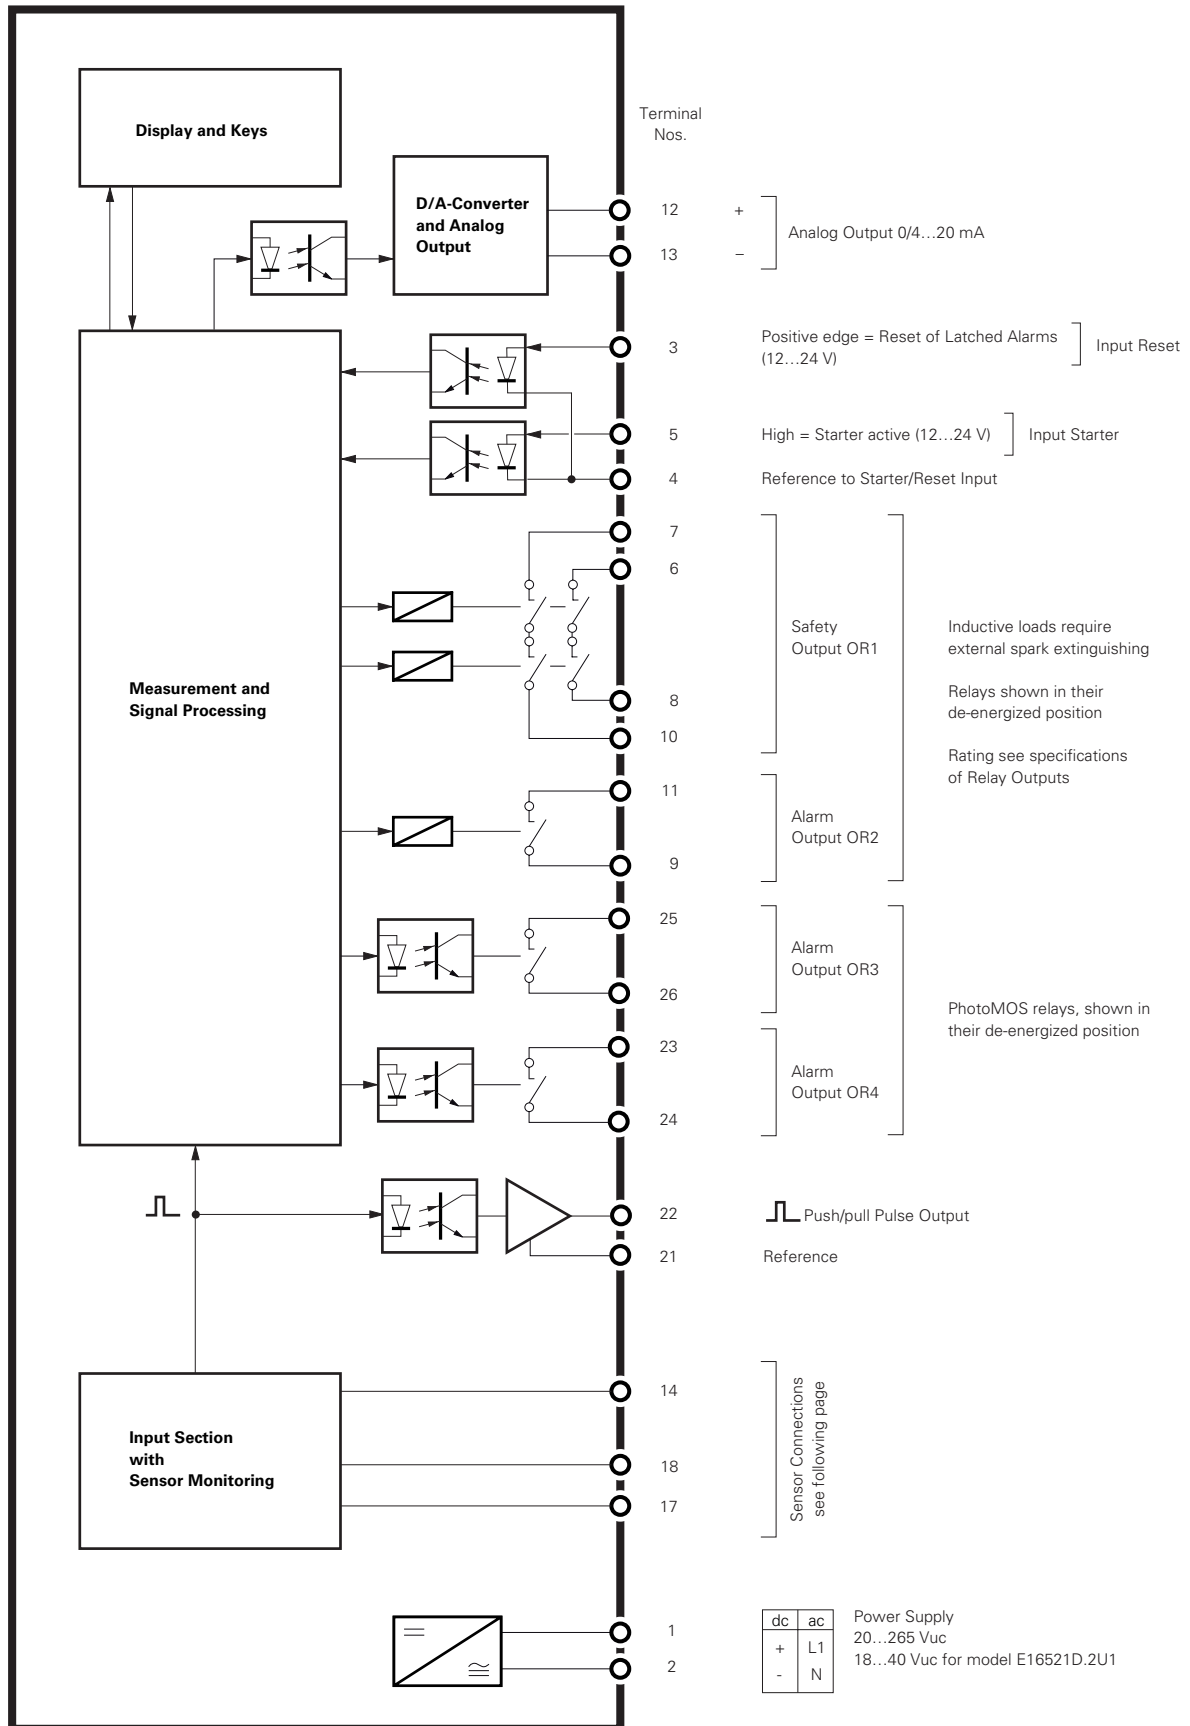 Display and Keys
Terminal
Nos.
D/A-Converter
and Analog
Output
12 +
13 –
Analog Output 0/4…20 mA
3
Positive edge = Reset of Latched Alarms
(12…24 V)
Input Reset
5
High = Starter active (12…24 V)
Input Starter
4
Reference to Starter/Reset Input
7
6
8
10
Safety
Output OR1
Inductive loads require
external spark extinguishing
Relays shown in their
de-energized position
Rating see specifications
of Relay Outputs
Measurement and
Signal Processing
11
9
Alarm
Output OR2
25
26
Alarm
Output OR3
PhotoMOS relays, shown in
their de-energized position
23
24
Alarm
Output OR4
22
Push/pull Pulse Output
21
Reference
Input Section
with
Sensor Monitoring
14
18
17
Sensor Connections
see following page
1
2
dc ac
+ L1
- N
Power Supply
20…265 Vuc
18…40 Vuc for model E16521D.2U1